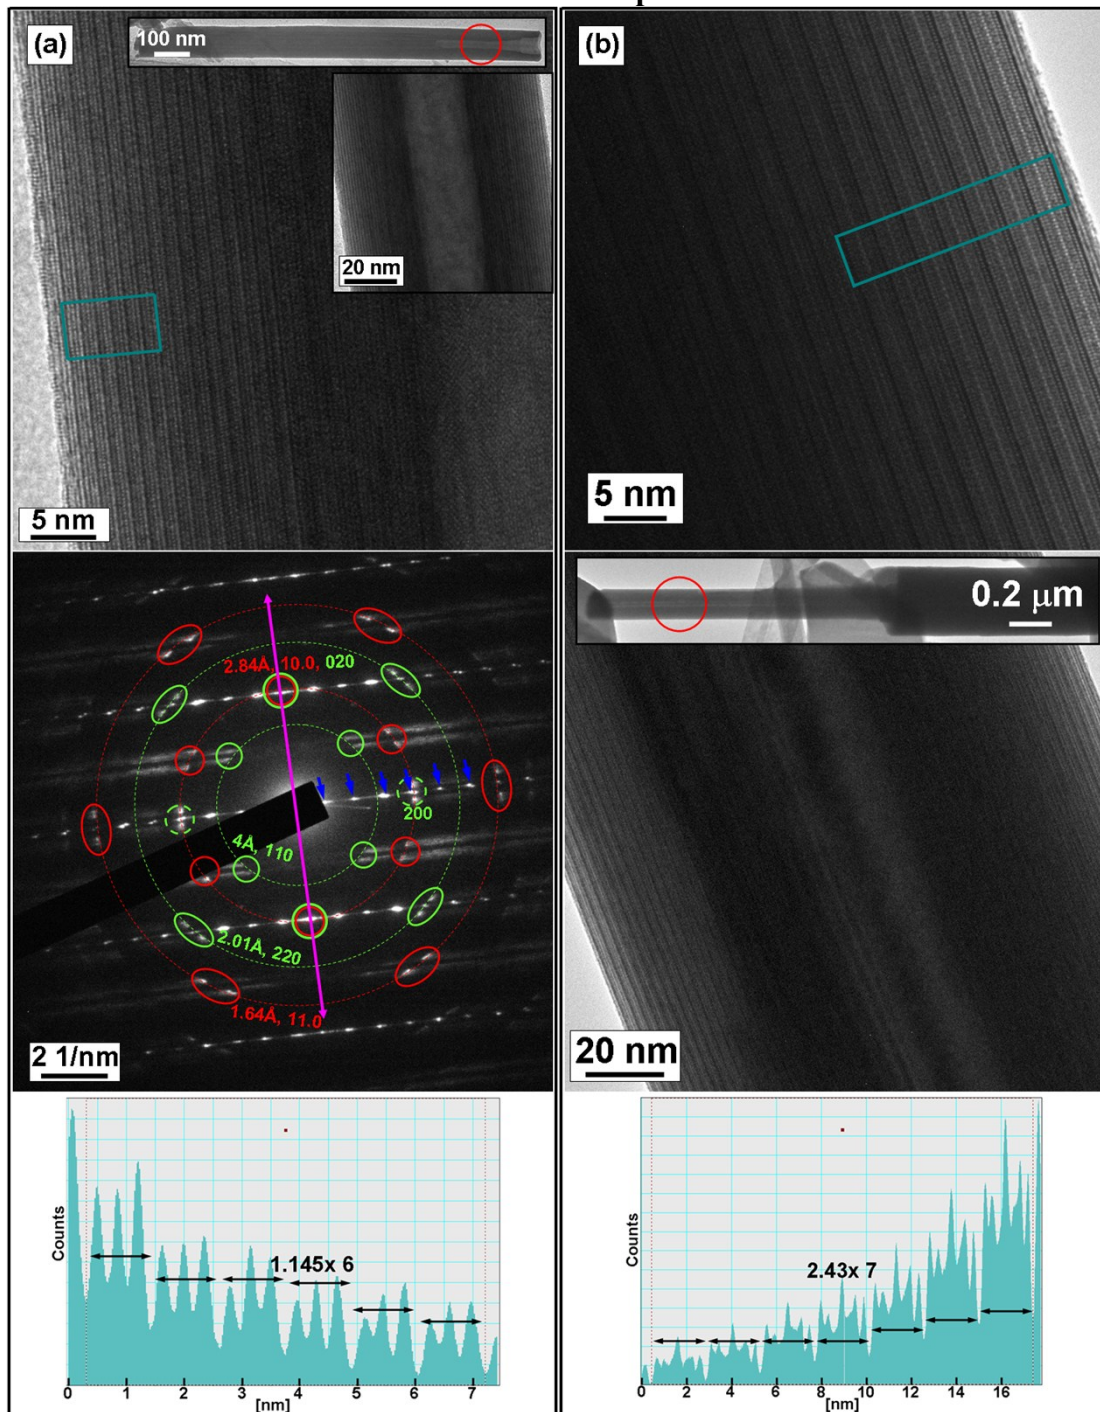 (a)
100 nm
20 nm
5 nm
2.84Å, 10.0, 020
200
4Å, 110
2.01Å, 220
1.64Å, 11.0
2 1/nm
Counts
1.145x 6
0 1 2 3 4 5 6 7
[nm]
(b)
5 nm
0.2 μm
20 nm
Counts
2.43x 7
0 2 4 6 8 10 12 14 16
[nm]